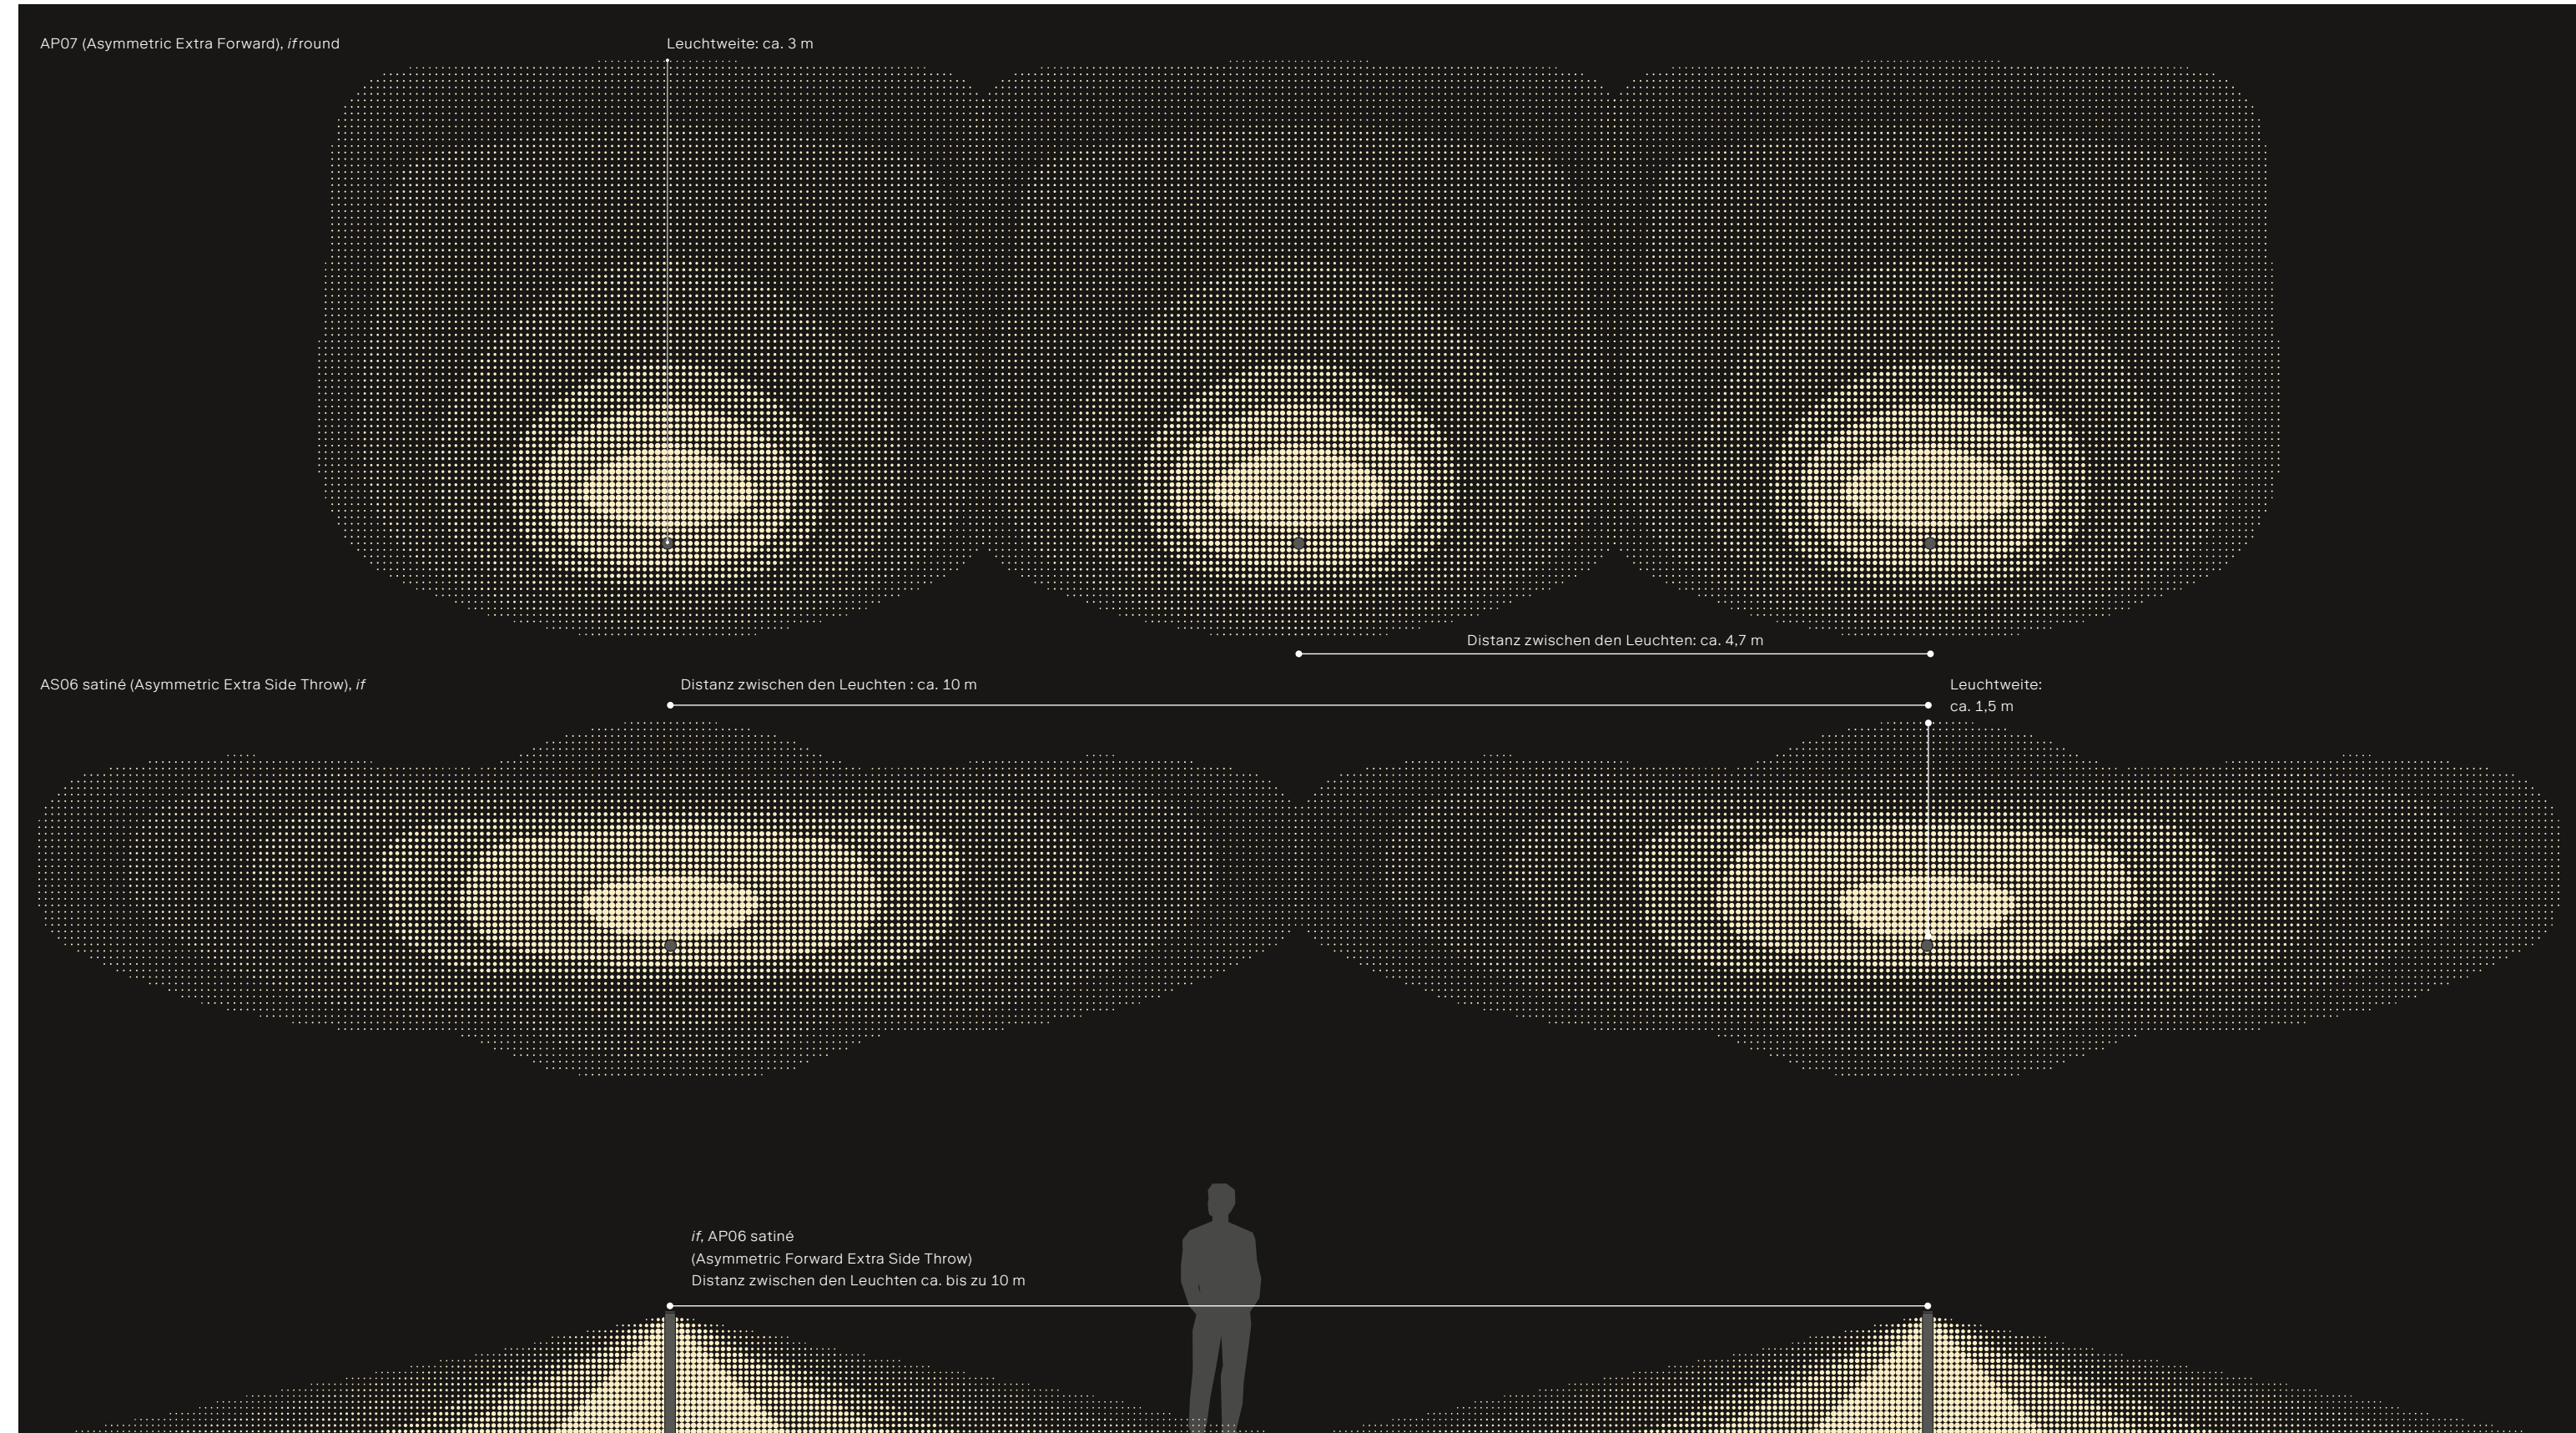 AP07 (Asymmetric Extra Forward), if round
Leuchtweite: ca. 3 m
Distanz zwischen den Leuchten: ca. 4,7 m
AS06 satiné (Asymmetric Extra Side Throw), if
Distanz zwischen den Leuchten : ca. 10 m
Leuchtweite:
ca. 1,5 m
if, AP06 satiné
(Asymmetric Forward Extra Side Throw)
Distanz zwischen den Leuchten ca. bis zu 10 m